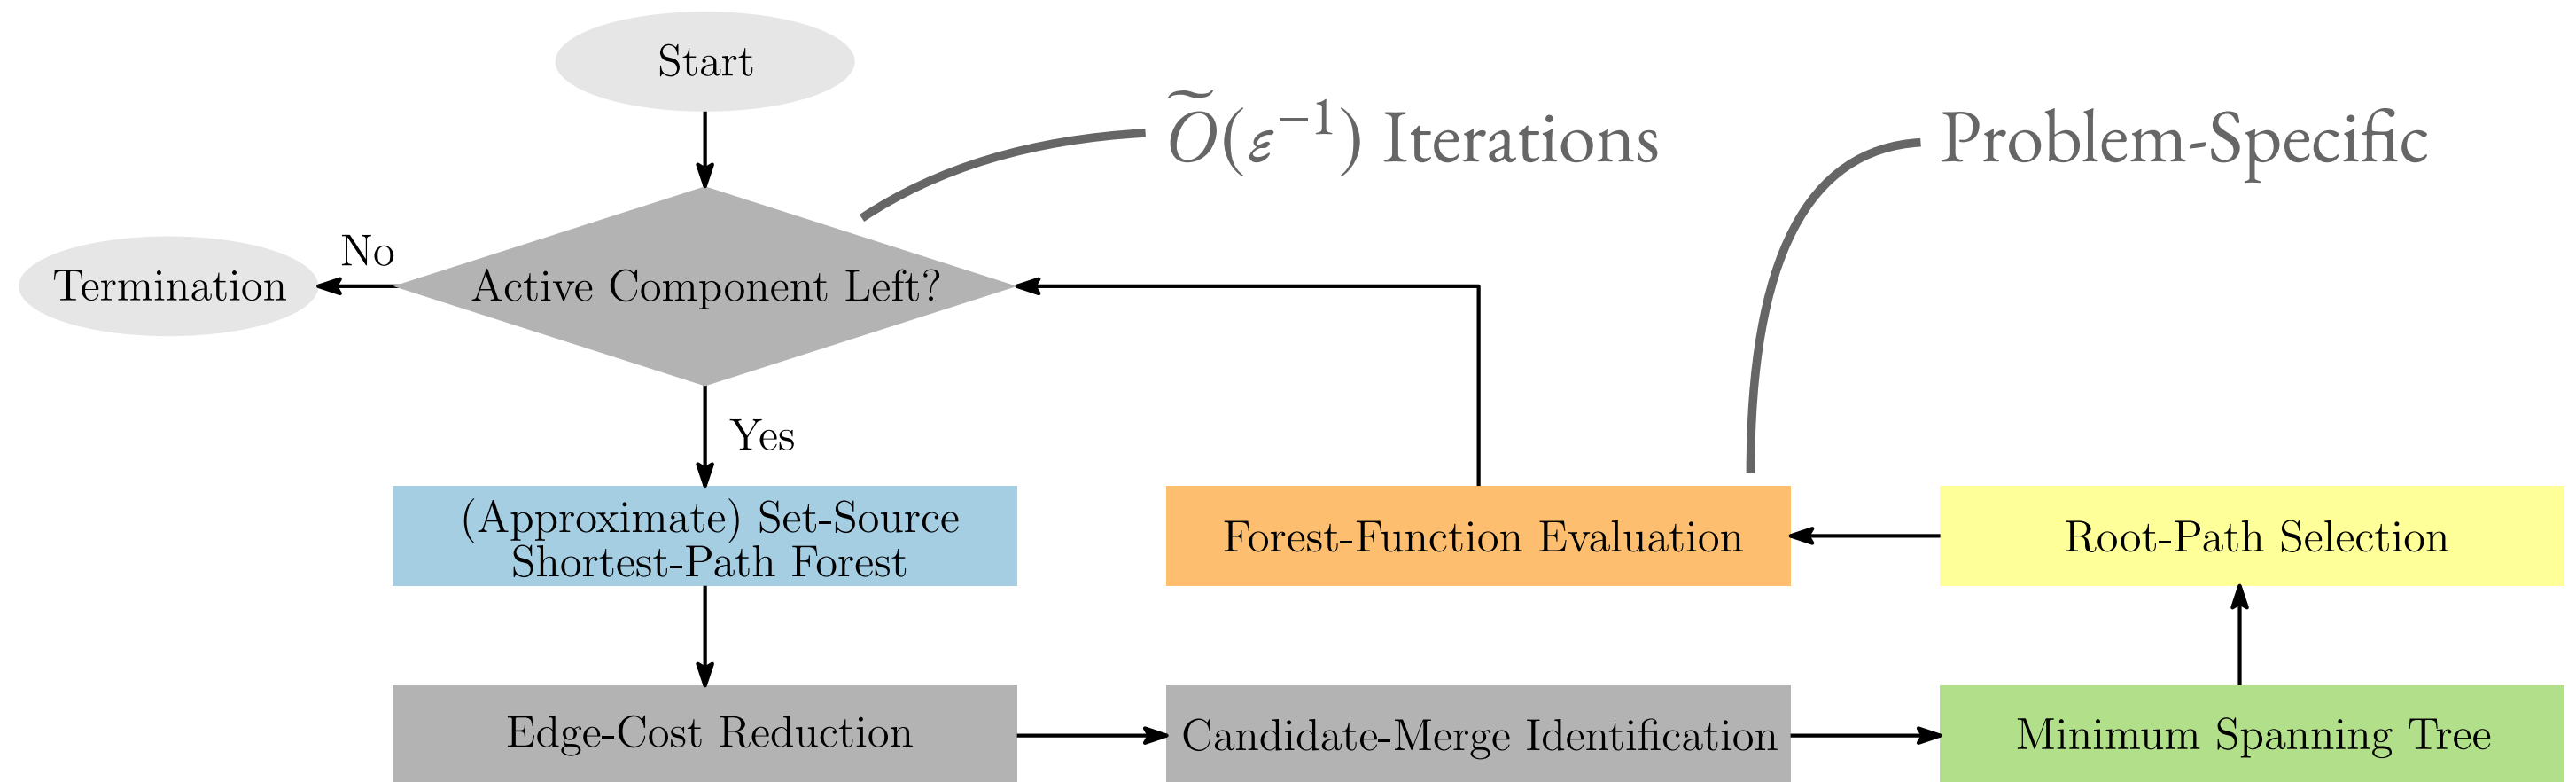 Start
Õ(ε⁻¹) Iterations
Problem-Specific
No
Termination
Active Component Left?
Yes
(Approximate) Set-Source
Shortest-Path Forest
Forest-Function Evaluation
Root-Path Selection
Edge-Cost Reduction
Candidate-Merge Identification
Minimum Spanning Tree